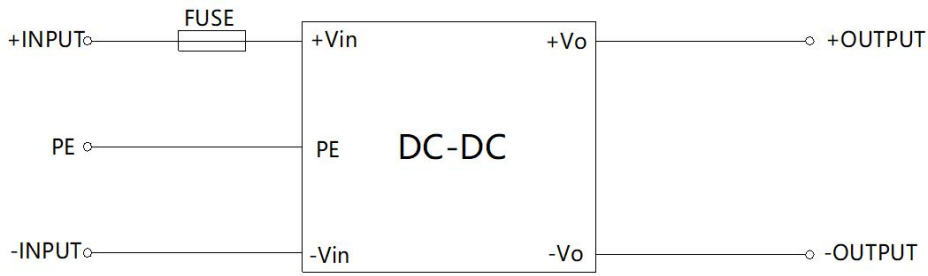 FUSE
+INPUT
+Vin
+Vo
+OUTPUT
PE
PE
DC-DC
-INPUT
-Vin
-Vo
-OUTPUT